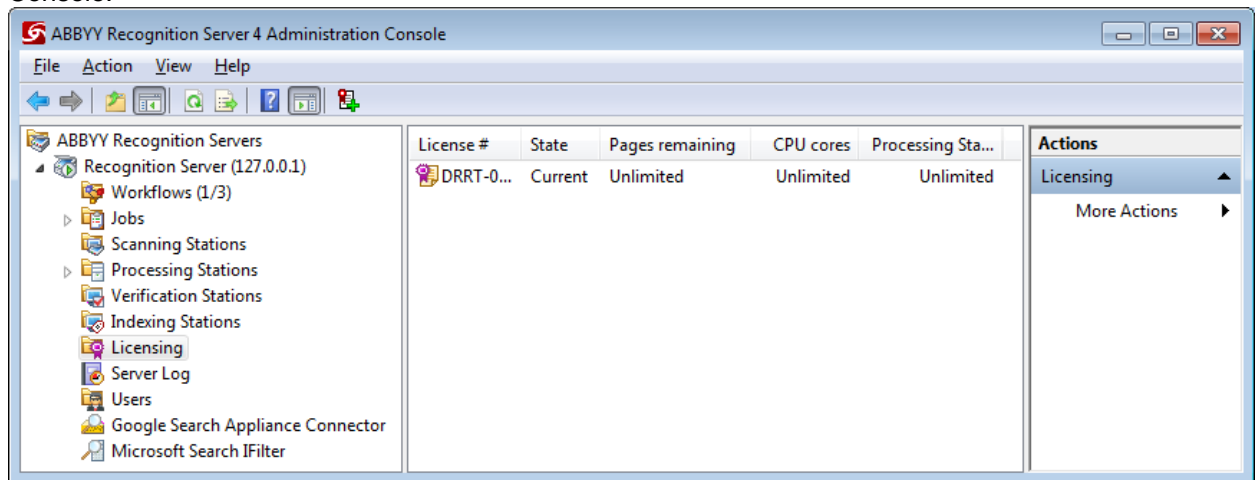 Console.
ABBYY Recognition Server 4 Administration Console
File Action View Help
ABBYY Recognition Servers
Recognition Server (127.0.0.1)
Workflows (1/3)
Jobs
Scanning Stations
Processing Stations
Verification Stations
Indexing Stations
Licensing
Server Log
Users
Google Search Appliance Connector
Microsoft Search IFilter
License # State Pages remaining CPU cores Processing Sta...
DRRT-0... Current Unlimited Unlimited Unlimited
Actions
Licensing
More Actions